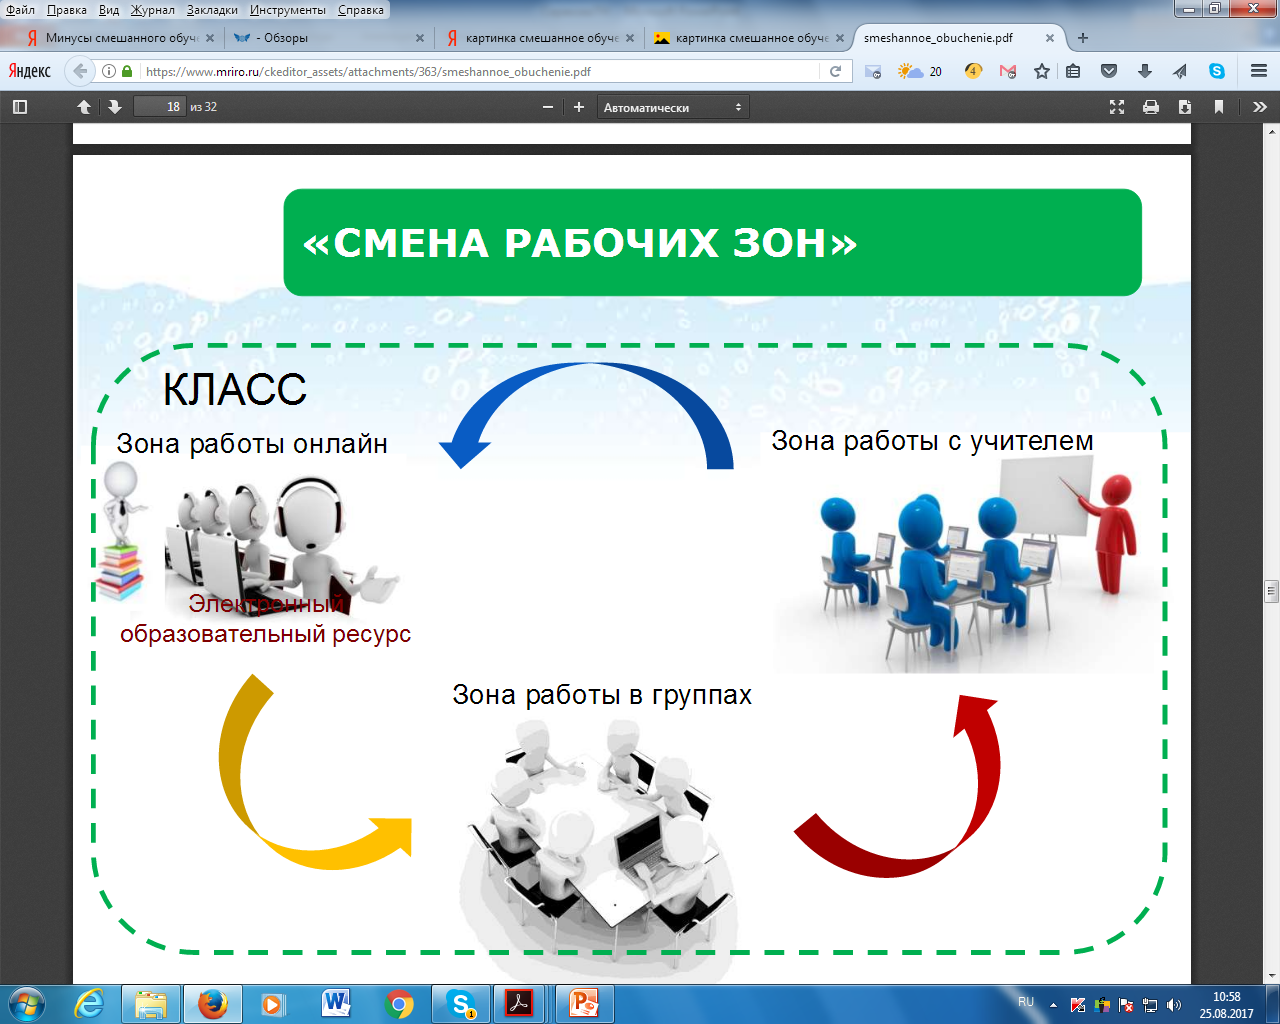 Файл Правка Вид Журнал Закладки Инструменты Справка
Минусы смешанного обуче
- Обзоры
картинка смешанное обуче
картинка смешанное обуче
smeshannoe_obuchenie.pdf
Яндекс
https://www.mriro.ru/ckeditor_assets/attachments/363/smeshannoe_obuchenie.pdf
20
4
18 из 32
Автоматически
«СМЕНА РАБОЧИХ ЗОН»
КЛАСС
Зона работы онлайн
Зона работы с учителем
Электронный
образовательный ресурс
Зона работы в группах
RU
10:58
25.08.2017